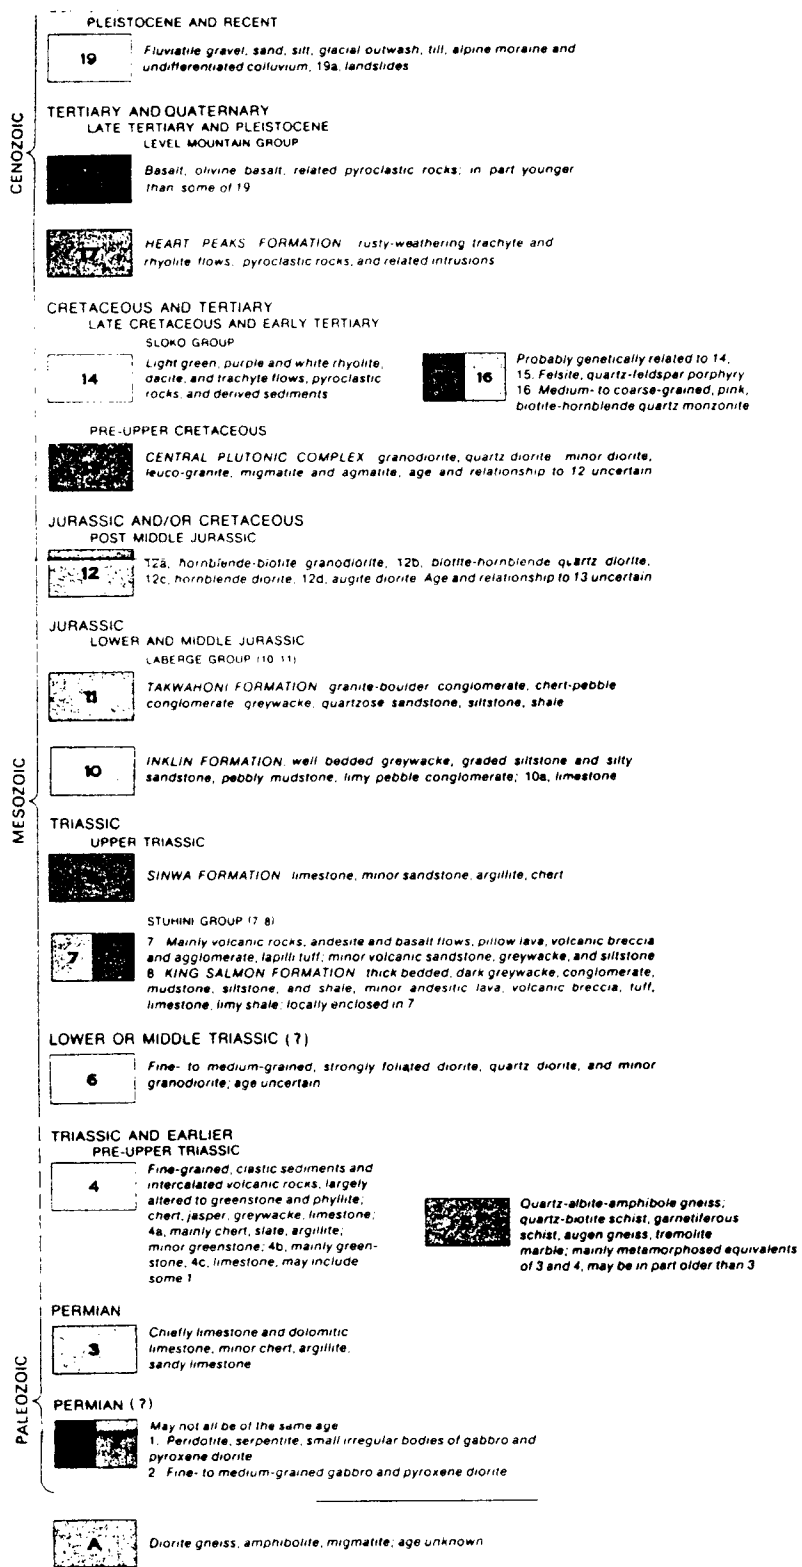 PLEISTOCENE AND RECENT
19
Fluviatile gravel, sand, silt, glacial outwash, till, alpine moraine and
undifferentiated colluvium, 19a, landslides
CENOZOIC
TERTIARY AND QUATERNARY
LATE TERTIARY AND PLEISTOCENE
LEVEL MOUNTAIN GROUP
Basalt, olivine basalt, related pyroclastic rocks; in part younger
than some of 19
17
HEART PEAKS FORMATION rusty-weathering trachyte and
rhyolite flows, pyroclastic rocks, and related intrusions
CRETACEOUS AND TERTIARY
LATE CRETACEOUS AND EARLY TERTIARY
SLOKO GROUP
14
Light green, purple and white rhyolite,
dacite, and trachyte flows, pyroclastic
rocks, and derived sediments
16
Probably genetically related to 14,
15. Felsite, quartz-feldspar porphyry
16 Medium- to coarse-grained, pink,
biotite-hornblende quartz monzonite
PRE-UPPER CRETACEOUS
CENTRAL PLUTONIC COMPLEX granodiorite, quartz diorite minor diorite,
leuco-granite, migmatite and agmatite, age and relationship to 12 uncertain
JURASSIC AND/OR CRETACEOUS
POST MIDDLE JURASSIC
12
12a, hornblende-biotite granodiorite, 12b, biotite-hornblende quartz diorite,
12c, hornblende diorite, 12d, augite diorite Age and relationship to 13 uncertain
JURASSIC
LOWER AND MIDDLE JURASSIC
LABERGE GROUP (10 11)
11
TAKWAHONI FORMATION granite-boulder conglomerate, chert-pebble
conglomerate greywacke, quartzose sandstone, siltstone, shale
10
INKLIN FORMATION well bedded greywacke, graded siltstone and silty
sandstone, pebbly mudstone, limy pebble conglomerate; 10a, limestone
MESOZOIC
TRIASSIC
UPPER TRIASSIC
SINWA FORMATION limestone, minor sandstone, argillite, chert
STUHINI GROUP (7 8)
7
7 Mainly volcanic rocks, andesite and basalt flows, pillow lava, volcanic breccia
and agglomerate, lapilli tuff; minor volcanic sandstone, greywacke, and siltstone
8 KING SALMON FORMATION thick bedded, dark greywacke, conglomerate,
mudstone, siltstone, and shale, minor andesitic lava, volcanic breccia, tuff,
limestone, limy shale; locally enclosed in 7
LOWER OR MIDDLE TRIASSIC (?)
6
Fine- to medium-grained, strongly foliated diorite, quartz diorite, and minor
granodiorite; age uncertain
TRIASSIC AND EARLIER
PRE-UPPER TRIASSIC
4
Fine-grained, clastic sediments and
intercalated volcanic rocks, largely
altered to greenstone and phyllite;
chert, jasper, greywacke, limestone;
4a, mainly chert, slate, argillite;
minor greenstone; 4b, mainly green-
stone, 4c, limestone, may include
some 1
Quartz-albite-amphibole gneiss;
quartz-biotite schist, garnetiferous
schist, augen gneiss, tremolite
marble; mainly metamorphosed equivalents
of 3 and 4, may be in part older than 3
PERMIAN
3
Chiefly limestone and dolomitic
limestone, minor chert, argillite,
sandy limestone
PALEOZOIC
PERMIAN (?)
May not all be of the same age
1. Peridotite, serpentite, small irregular bodies of gabbro and
pyroxene diorite
2 Fine- to medium-grained gabbro and pyroxene diorite
A
Diorite gneiss, amphibolite, migmatite; age unknown